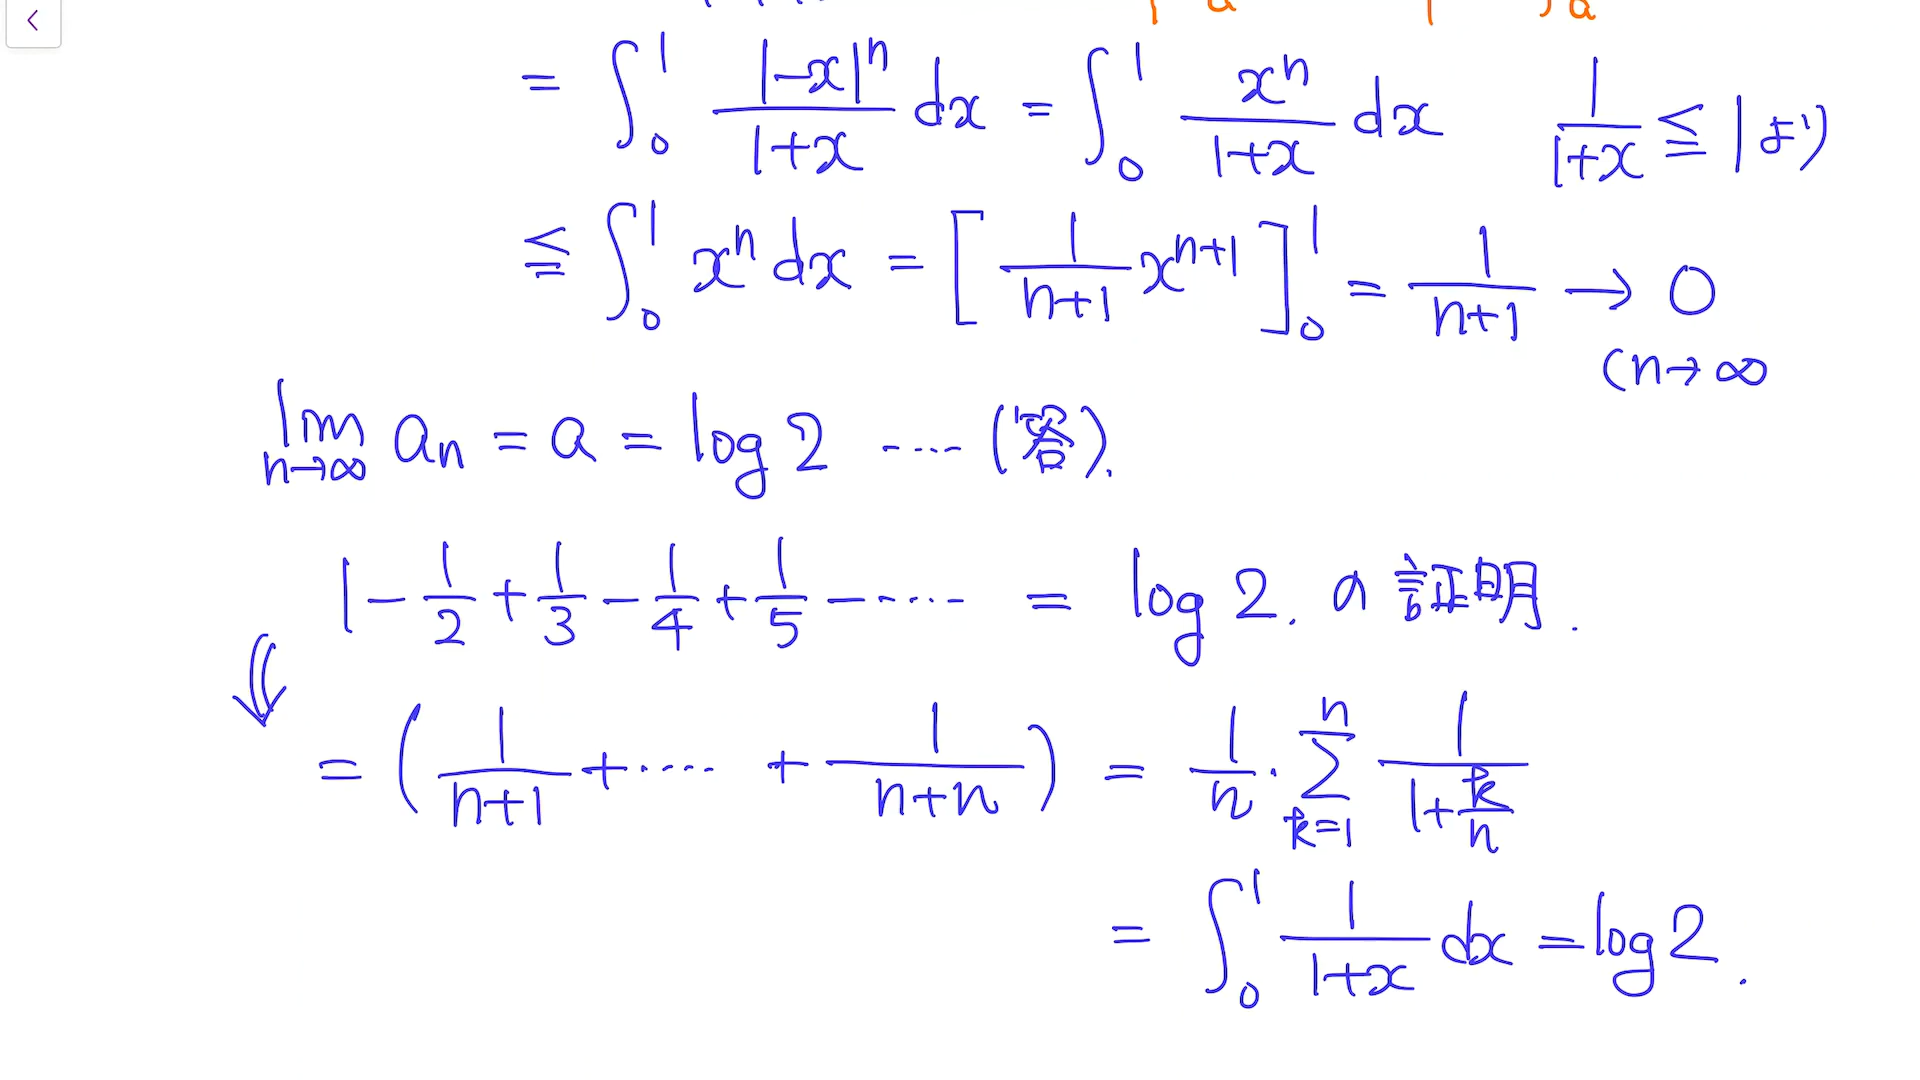 = ∫₀¹ |-x|ⁿ/(1+x) dx = ∫₀¹ xⁿ/(1+x) dx   1/(1+x) ≦ 1 より
≦ ∫₀¹ xⁿ dx = [1/(n+1) xⁿ⁺¹]₀¹ = 1/(n+1) → 0
(n→∞
lim_{n→∞} aₙ = a = log 2 ‥‥ (答).
1 - 1/2 + 1/3 - 1/4 + 1/5 - ‥‥ = log 2. の 証明.
= (1/(n+1) + ‥‥ + 1/(n+n)) = 1/n · Σ_{k=1}^{n} 1/(1+k/n)
= ∫₀¹ 1/(1+x) dx = log 2.